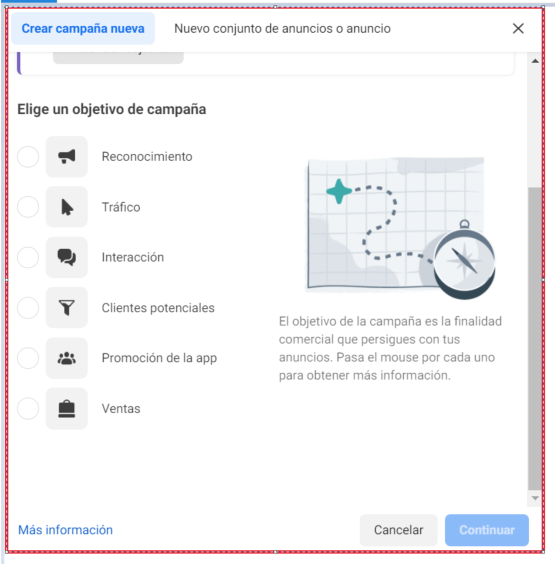 Crear campaña nueva
Nuevo conjunto de anuncios o anuncio
Elige un objetivo de campaña
Reconocimiento
Tráfico
Interacción
Clientes potenciales
Promoción de la app
Ventas
El objetivo de la campaña es la finalidad
comercial que persigues con tus
anuncios. Pasa el mouse por cada uno
para obtener más información.
Más información
Cancelar
Continuar